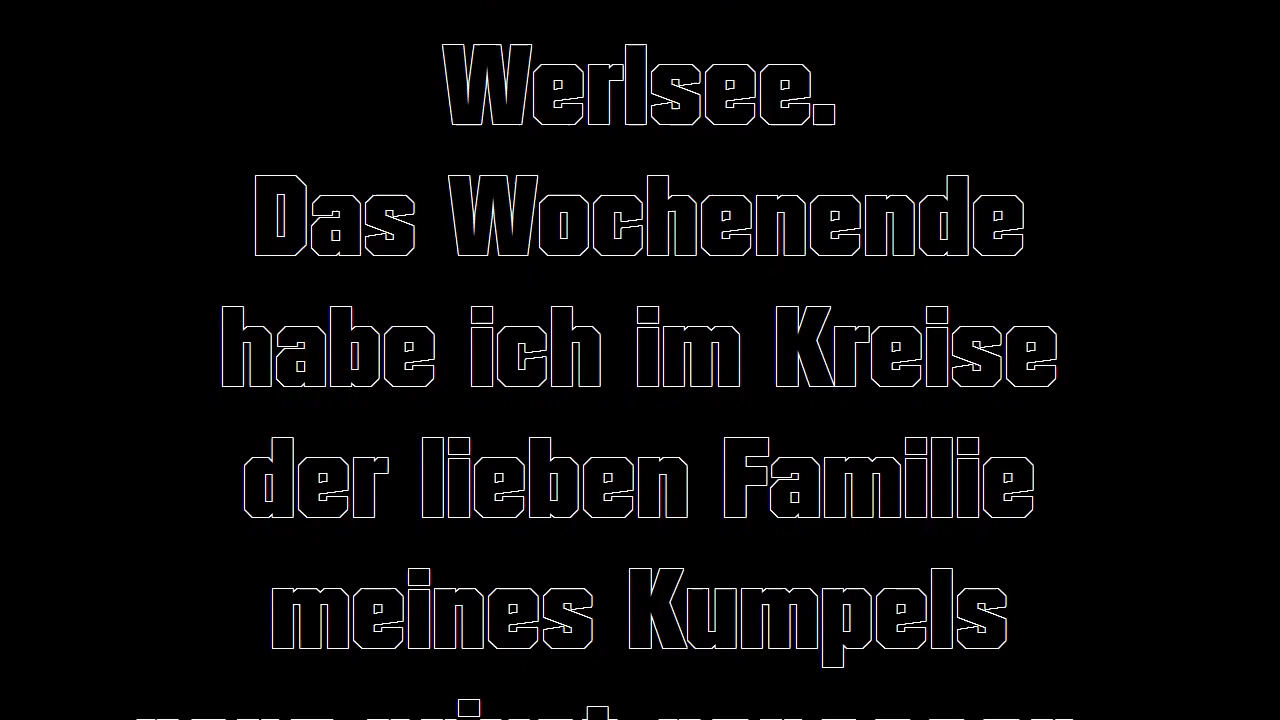 Werlsee.
Das Wochenende
habe ich im Kreise
der lieben Familie
meines Kumpels